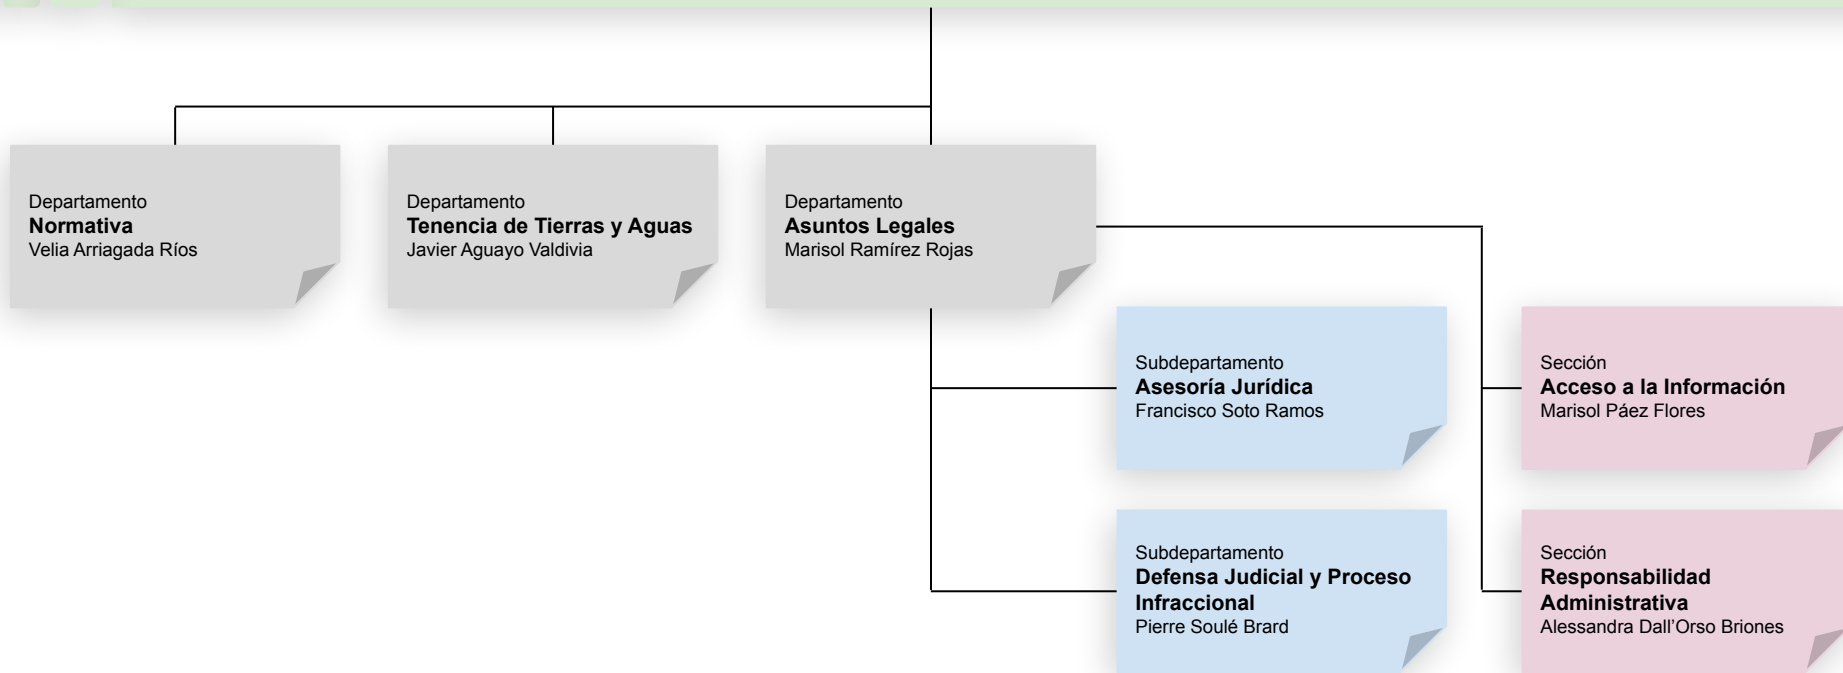 Departamento
Normativa
Velia Arriagada Ríos
Departamento
Tenencia de Tierras y Aguas
Javier Aguayo Valdivia
Departamento
Asuntos Legales
Marisol Ramírez Rojas
Subdepartamento
Asesoría Jurídica
Francisco Soto Ramos
Sección
Acceso a la Información
Marisol Páez Flores
Subdepartamento
Defensa Judicial y Proceso
Infraccional
Pierre Soulé Brard
Sección
Responsabilidad
Administrativa
Alessandra Dall’Orso Briones